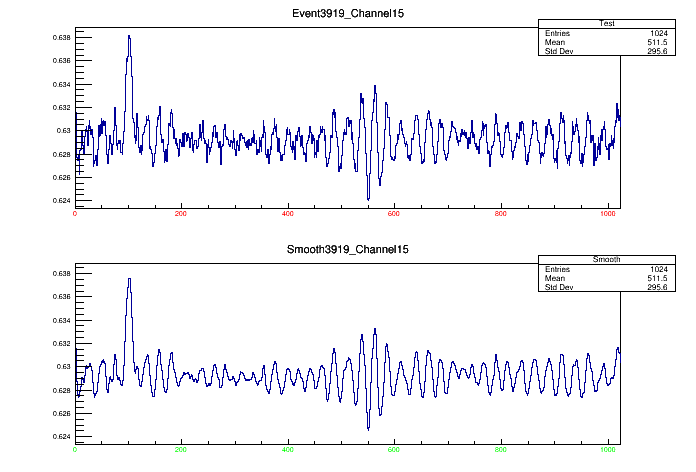 Event3919_Channel15
Test
Entries 1024
Mean 511.5
Std Dev 295.6
0.638
0.636
0.634
0.632
0.63
0.628
0.626
0.624
0 200 400 600 800 1000
Smooth3919_Channel15
Smooth
Entries 1024
Mean 511.5
Std Dev 295.6
0.638
0.636
0.634
0.632
0.63
0.628
0.626
0.624
0 200 400 600 800 1000